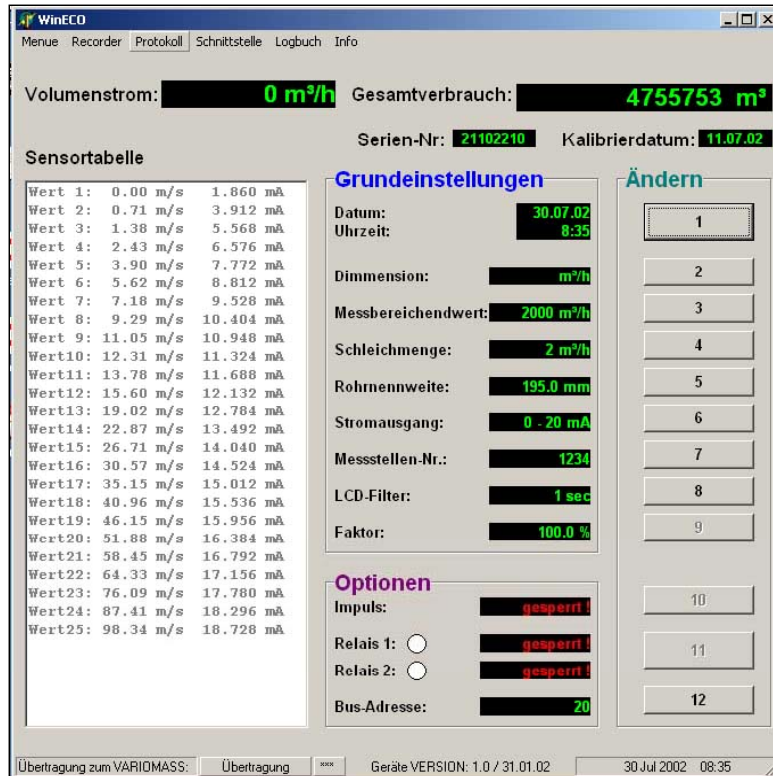 WinECO
Menue Recorder Protokoll Schnittstelle Logbuch Info
Volumenstrom: 0 m³/h Gesamtverbrauch: 4755753 m³
Serien-Nr: 21102210 Kalibrierdatum: 11.07.02
Sensortabelle
Wert 1: 0.00 m/s 1.860 mA
Wert 2: 0.71 m/s 3.912 mA
Wert 3: 1.38 m/s 5.568 mA
Wert 4: 2.43 m/s 6.576 mA
Wert 5: 3.90 m/s 7.772 mA
Wert 6: 5.62 m/s 8.812 mA
Wert 7: 7.18 m/s 9.528 mA
Wert 8: 9.29 m/s 10.404 mA
Wert 9: 11.05 m/s 10.948 mA
Wert10: 12.31 m/s 11.324 mA
Wert11: 13.78 m/s 11.688 mA
Wert12: 15.60 m/s 12.132 mA
Wert13: 19.02 m/s 12.784 mA
Wert14: 22.87 m/s 13.492 mA
Wert15: 26.71 m/s 14.040 mA
Wert16: 30.57 m/s 14.524 mA
Wert17: 35.15 m/s 15.012 mA
Wert18: 40.96 m/s 15.536 mA
Wert19: 46.15 m/s 15.956 mA
Wert20: 51.88 m/s 16.384 mA
Wert21: 58.45 m/s 16.792 mA
Wert22: 64.33 m/s 17.156 mA
Wert23: 76.09 m/s 17.780 mA
Wert24: 87.41 m/s 18.296 mA
Wert25: 98.34 m/s 18.728 mA
Grundeinstellungen
Datum: 30.07.02
Uhrzeit: 8:35
Dimmension: m³/h
Messbereichendwert: 2000 m³/h
Schleichmenge: 2 m³/h
Rohrnennweite: 195.0 mm
Stromausgang: 0 - 20 mA
Messstellen-Nr.: 1234
LCD-Filter: 1 sec
Faktor: 100.0 %
Optionen
Impuls: gesperrt !
Relais 1: gesperrt !
Relais 2: gesperrt !
Bus-Adresse: 20
Ändern
1
2
3
4
5
6
7
8
9
10
11
12
Übertragung zum VARIOMASS: Übertragung *** Geräte VERSION: 1.0 / 31.01.02 30 Jul 2002 08:35